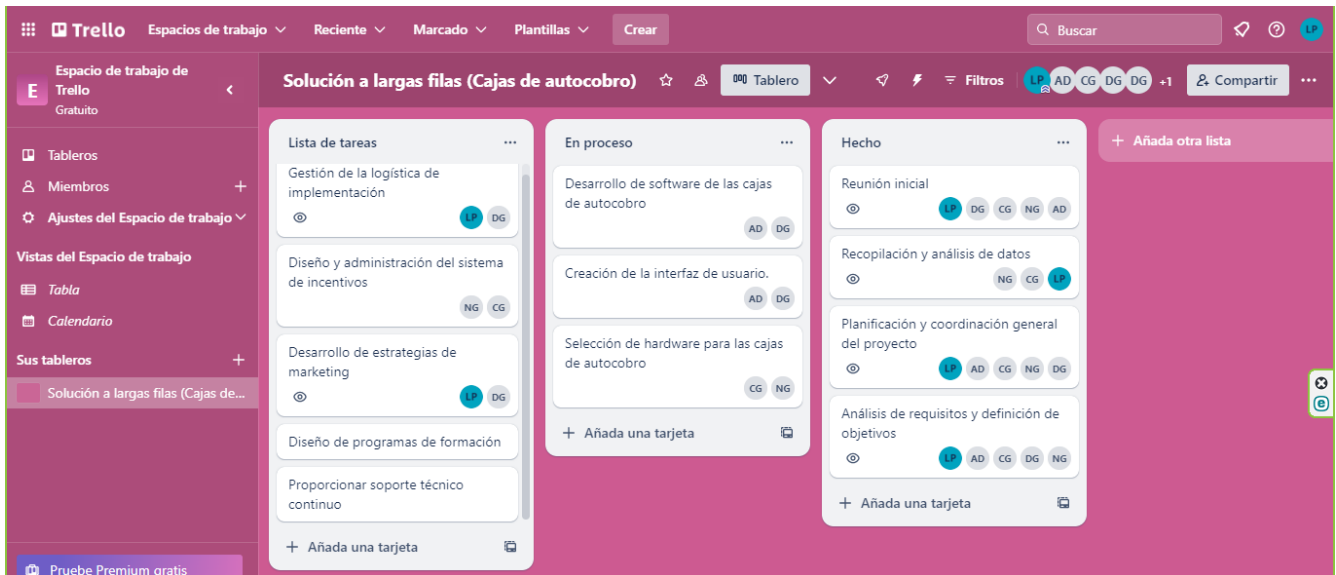 Trello
Espacios de trabajo
Reciente
Marcado
Plantillas
Crear
Buscar
LP
E
Espacio de trabajo de
Trello
Gratuito
Solución a largas filas (Cajas de autocobro)
Tablero
Filtros
LP AD CG DG DG +1
Compartir
Tableros
Miembros
Ajustes del Espacio de trabajo
Vistas del Espacio de trabajo
Tabla
Calendario
Sus tableros
Solución a largas filas (Cajas de...
Pruebe Premium gratis
Lista de tareas
Gestión de la logística de
implementación
LP DG
Diseño y administración del sistema
de incentivos
NG CG
Desarrollo de estrategias de
marketing
LP DG
Diseño de programas de formación
Proporcionar soporte técnico
continuo
Añada una tarjeta
En proceso
Desarrollo de software de las cajas
de autocobro
AD DG
Creación de la interfaz de usuario.
AD DG
Selección de hardware para las cajas
de autocobro
CG NG
Añada una tarjeta
Hecho
Reunión inicial
LP DG CG NG AD
Recopilación y análisis de datos
NG CG LP
Planificación y coordinación general
del proyecto
LP AD CG NG DG
Análisis de requisitos y definición de
objetivos
LP AD CG DG NG
Añada una tarjeta
Añada otra lista